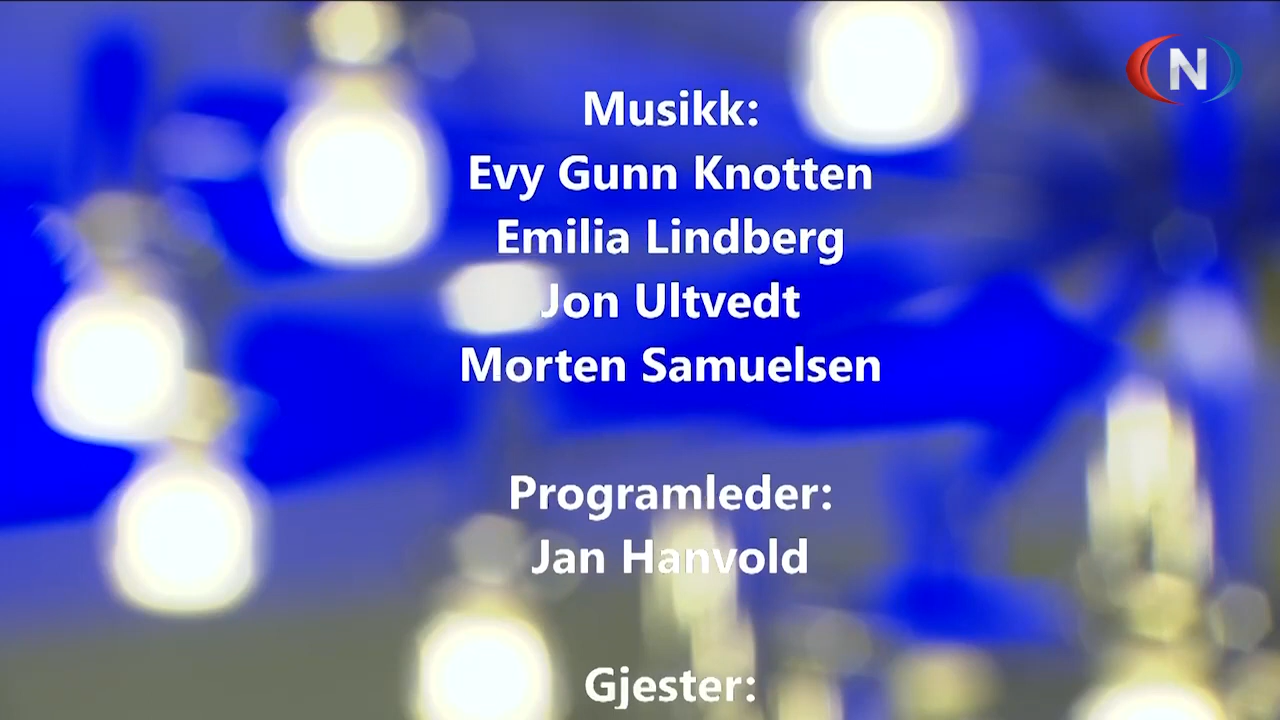 N
Musikk:
Evy Gunn Knotten
Emilia Lindberg
Jon Ultvedt
Morten Samuelsen
Programleder:
Jan Hanvold
Gjester: